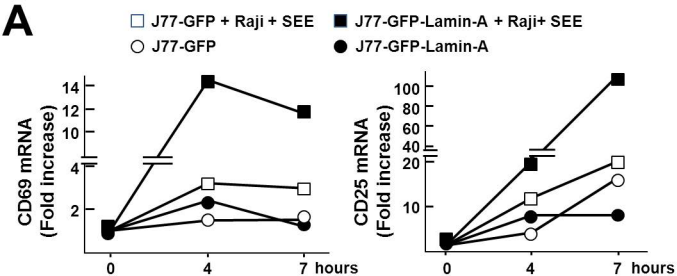 A
J77-GFP + Raji + SEE
J77-GFP-Lamin-A + Raji+ SEE
J77-GFP
J77-GFP-Lamin-A
CD69 mRNA
(Fold increase)
14
12
10
4
2
0
4
7 hours
CD25 mRNA
(Fold increase)
100
80
60
40
20
10
0
4
7 hours